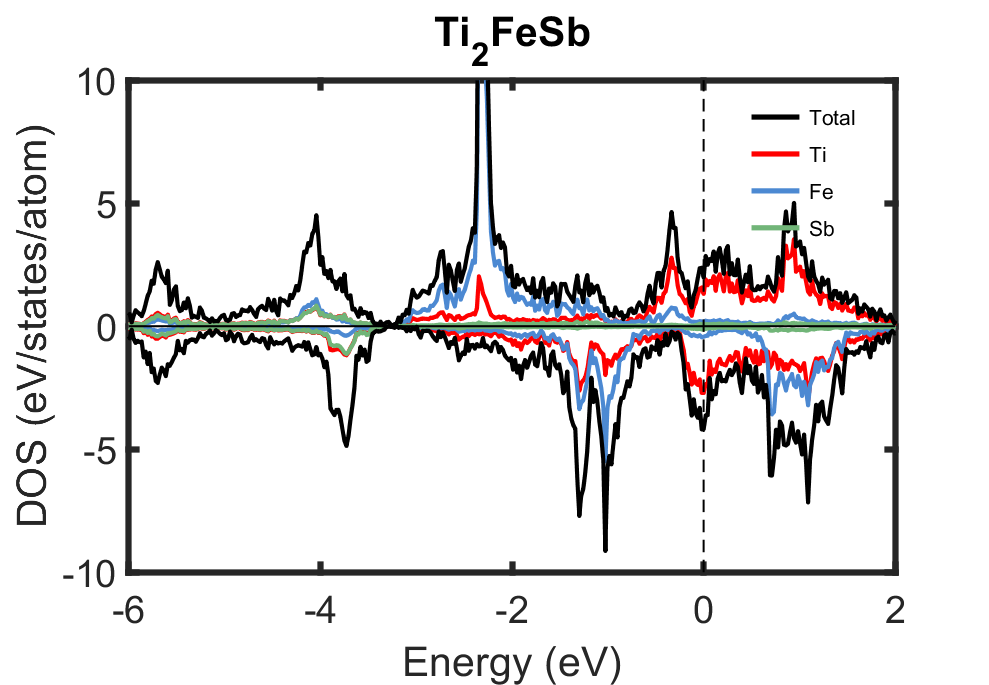 Ti2FeSb
10
5
0
-5
-10
DOS (eV/states/atom)
Total
Ti
Fe
Sb
-6
-4
-2
0
2
Energy (eV)